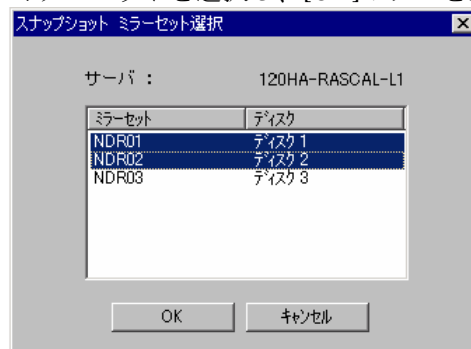 スナップショット ミラーセット選択
サーバ : 120HA-RASCAL-L1
ミラーセット ディスク
NDR01 ディスク 1
NDR02 ディスク 2
NDR03 ディスク 3
OK キャンセル